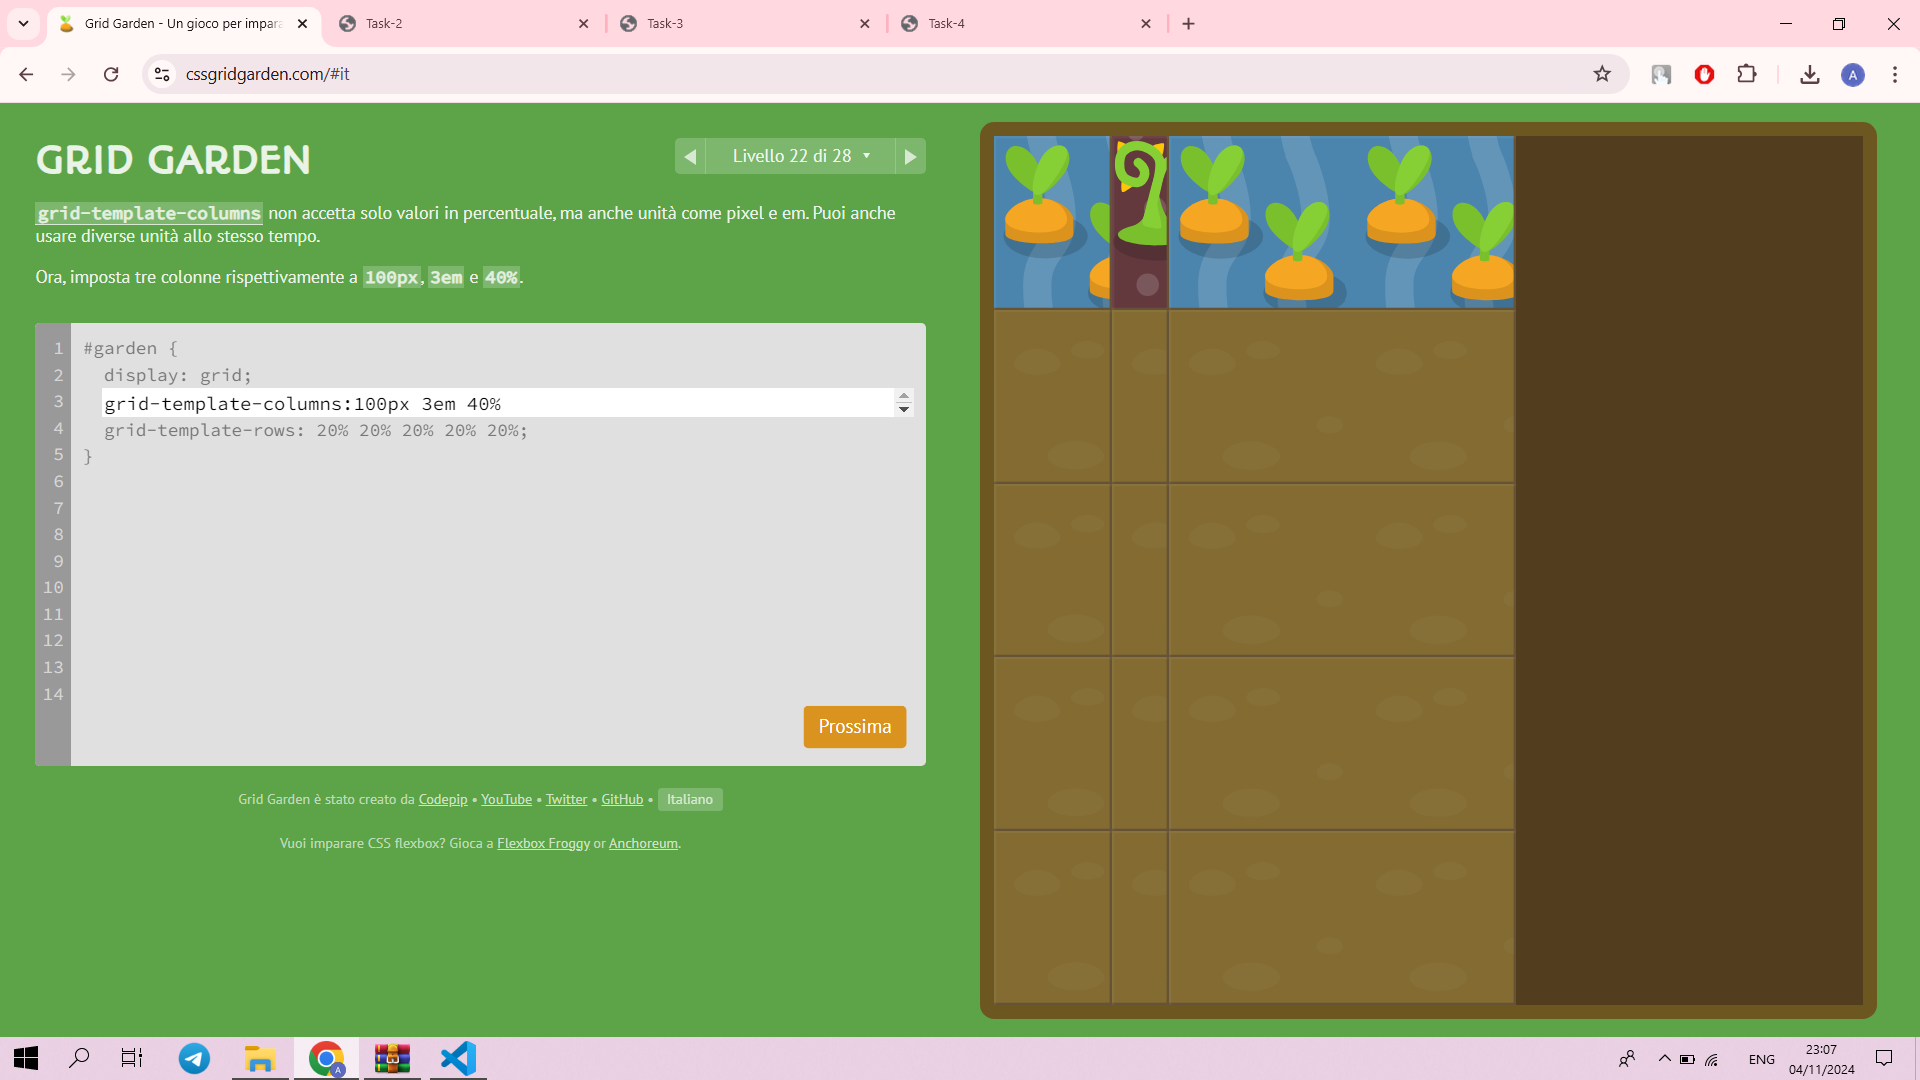 Grid Garden - Un gioco per impara
Task-2
Task-3
Task-4
cssgridgarden.com/#it
A
GRID GARDEN
Livello 22 di 28
grid-template-columns non accetta solo valori in percentuale, ma anche unità come pixel e em. Puoi anche
usare diverse unità allo stesso tempo.
Ora, imposta tre colonne rispettivamente a 100px, 3em e 40%.
1 #garden {
2 display: grid;
3 grid-template-columns:100px 3em 40%
4 grid-template-rows: 20% 20% 20% 20% 20%;
5 }
6
7
8
9
10
11
12
13
14
Prossima
Grid Garden è stato creato da Codepip • YouTube • Twitter • GitHub • Italiano
Vuoi imparare CSS flexbox? Gioca a Flexbox Froggy or Anchoreum.
A
ENG
23:07
04/11/2024